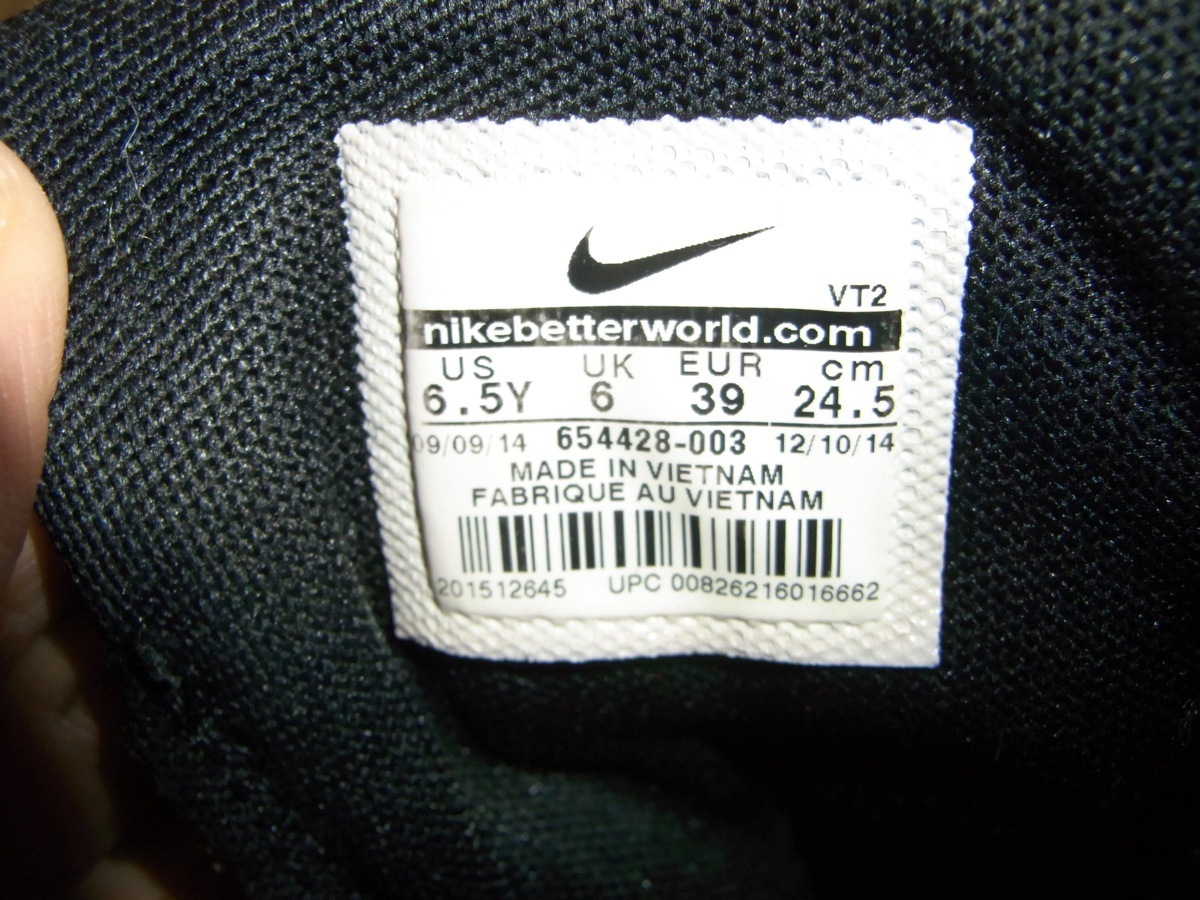 VT2
nikebetterworld.com
US UK EUR cm
6.5Y 6 39 24.5
09/09/14 654428-003 12/10/14
MADE IN VIETNAM
FABRIQUE AU VIETNAM
201512645 UPC 00826216016662